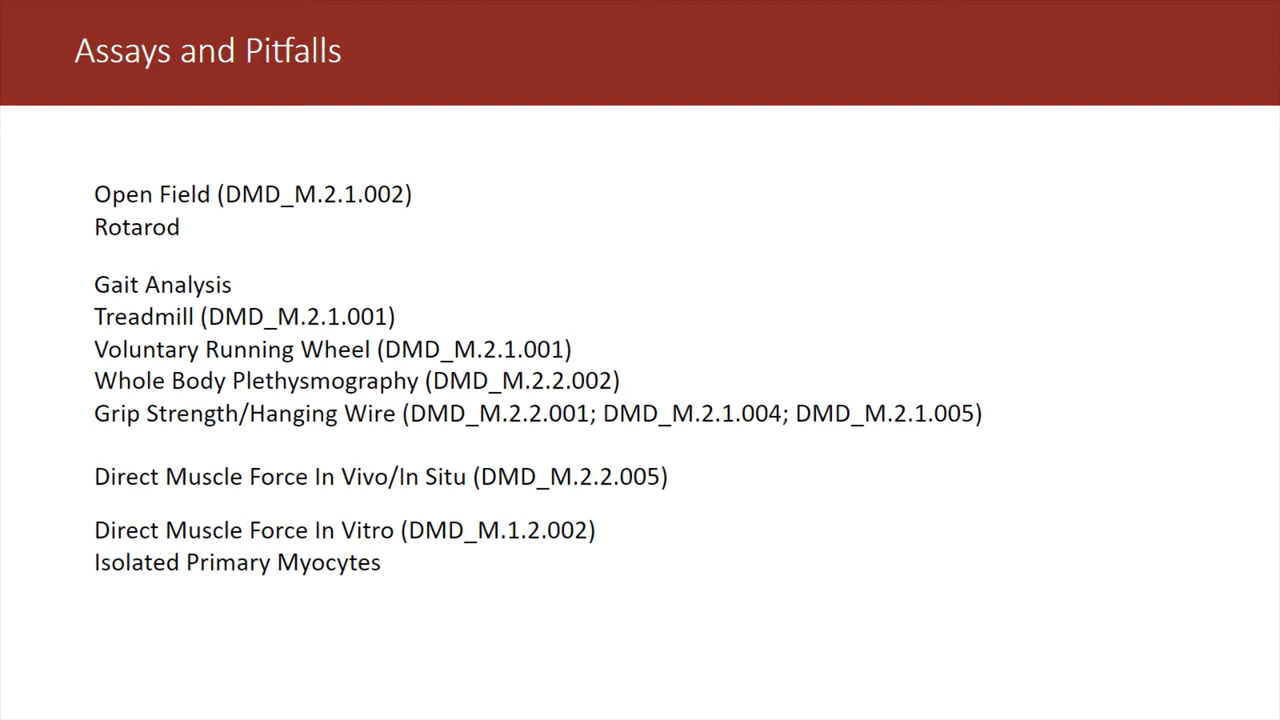 Assays and Pitfalls
Open Field (DMD_M.2.1.002)
Rotarod
Gait Analysis
Treadmill (DMD_M.2.1.001)
Voluntary Running Wheel (DMD_M.2.1.001)
Whole Body Plethysmography (DMD_M.2.2.002)
Grip Strength/Hanging Wire (DMD_M.2.2.001; DMD_M.2.1.004; DMD_M.2.1.005)
Direct Muscle Force In Vivo/In Situ (DMD_M.2.2.005)
Direct Muscle Force In Vitro (DMD_M.1.2.002)
Isolated Primary Myocytes